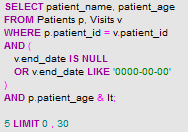 SELECT patient_name, patient_age
FROM Patients p, Visits v
WHERE p.patient_id = v.patient_id
AND (
v.end_date IS NULL
OR v.end_date LIKE '0000-00-00'
)
AND p.patient_age & lt;
5 LIMIT 0 , 30